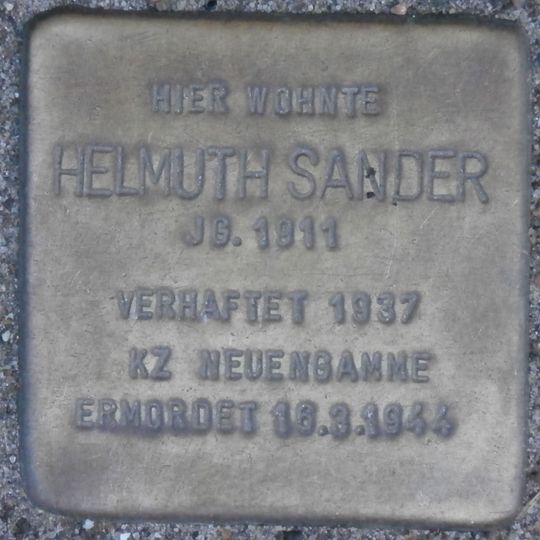 HIER WOHNTE
HELMUTH SANDER
JG. 1911
VERHAFTET 1937
KZ NEUENGAMME
ERMORDET 16.3.1944